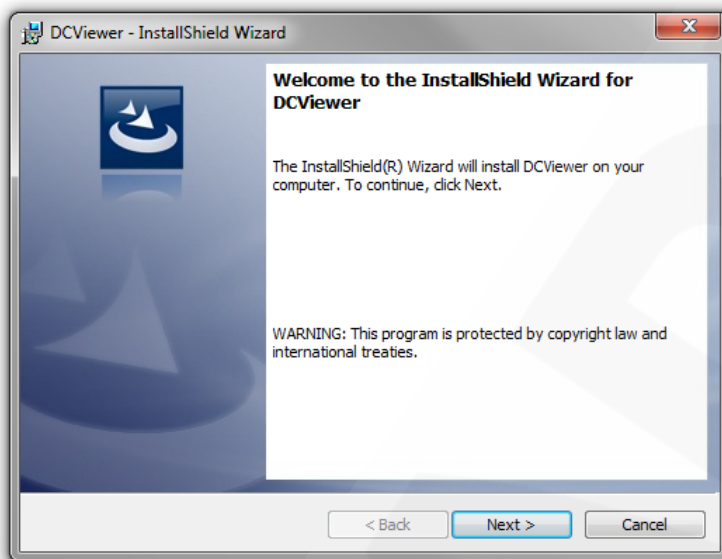 DCViewer - InstallShield Wizard
Welcome to the InstallShield Wizard for
DCViewer
The InstallShield(R) Wizard will install DCViewer on your
computer. To continue, click Next.
WARNING: This program is protected by copyright law and
international treaties.
< Back
Next >
Cancel